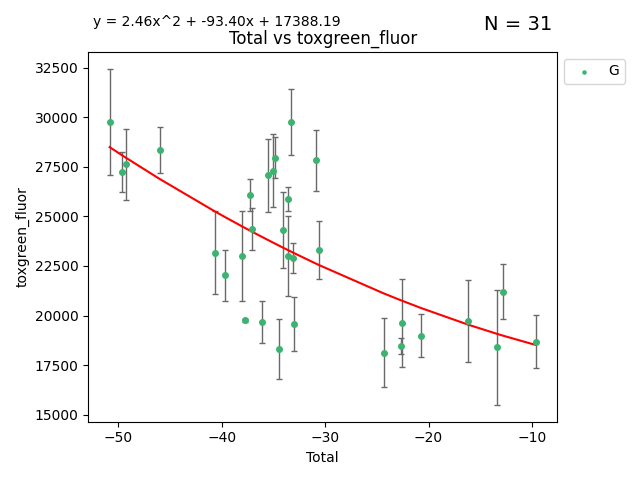 y = 2.46x^2 + -93.40x + 17388.19
N = 31
Total vs toxgreen_fluor
G
32500
30000
27500
25000
22500
20000
17500
15000
toxgreen_fluor
−50
−40
−30
−20
−10
Total